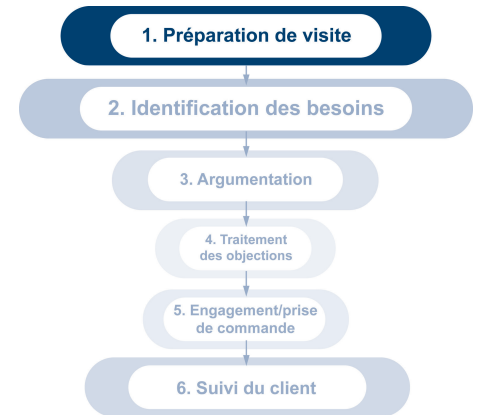 1. Préparation de visite
2. Identification des besoins
3. Argumentation
4. Traitement
des objections
5. Engagement/prise
de commande
6. Suivi du client